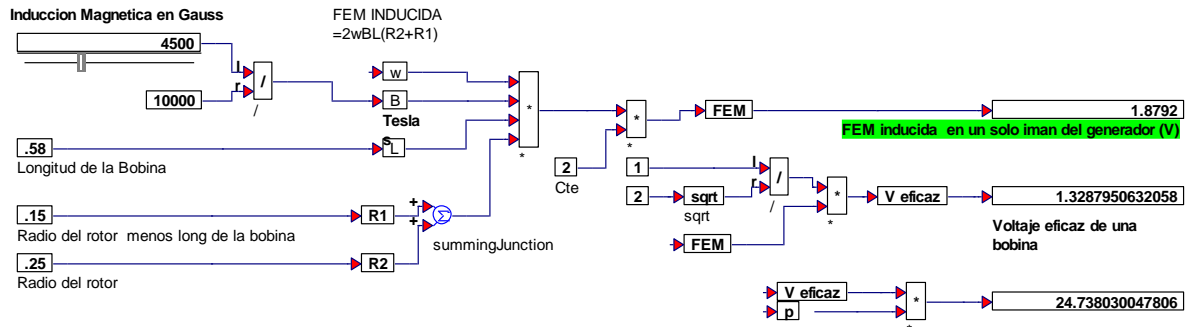 Induccion Magnetica en Gauss
FEM INDUCIDA
=2wBL(R2+R1)
4500
l
r
/
10000
/
w
B
Tesla
s
L
*
*
.58
Longitud de la Bobina
2
Cte
*
*
FEM
1.8792
FEM inducida en un solo iman del generador (V)
1
2
sqrt
sqrt
l
r
/
/
*
*
FEM
V eficaz
1.3287950632058
Voltaje eficaz de una
bobina
.15
R1
Radio del rotor menos long de la bobina
+
+
Σ
summingJunction
.25
R2
Radio del rotor
V eficaz
p
*
*
24.738030047806